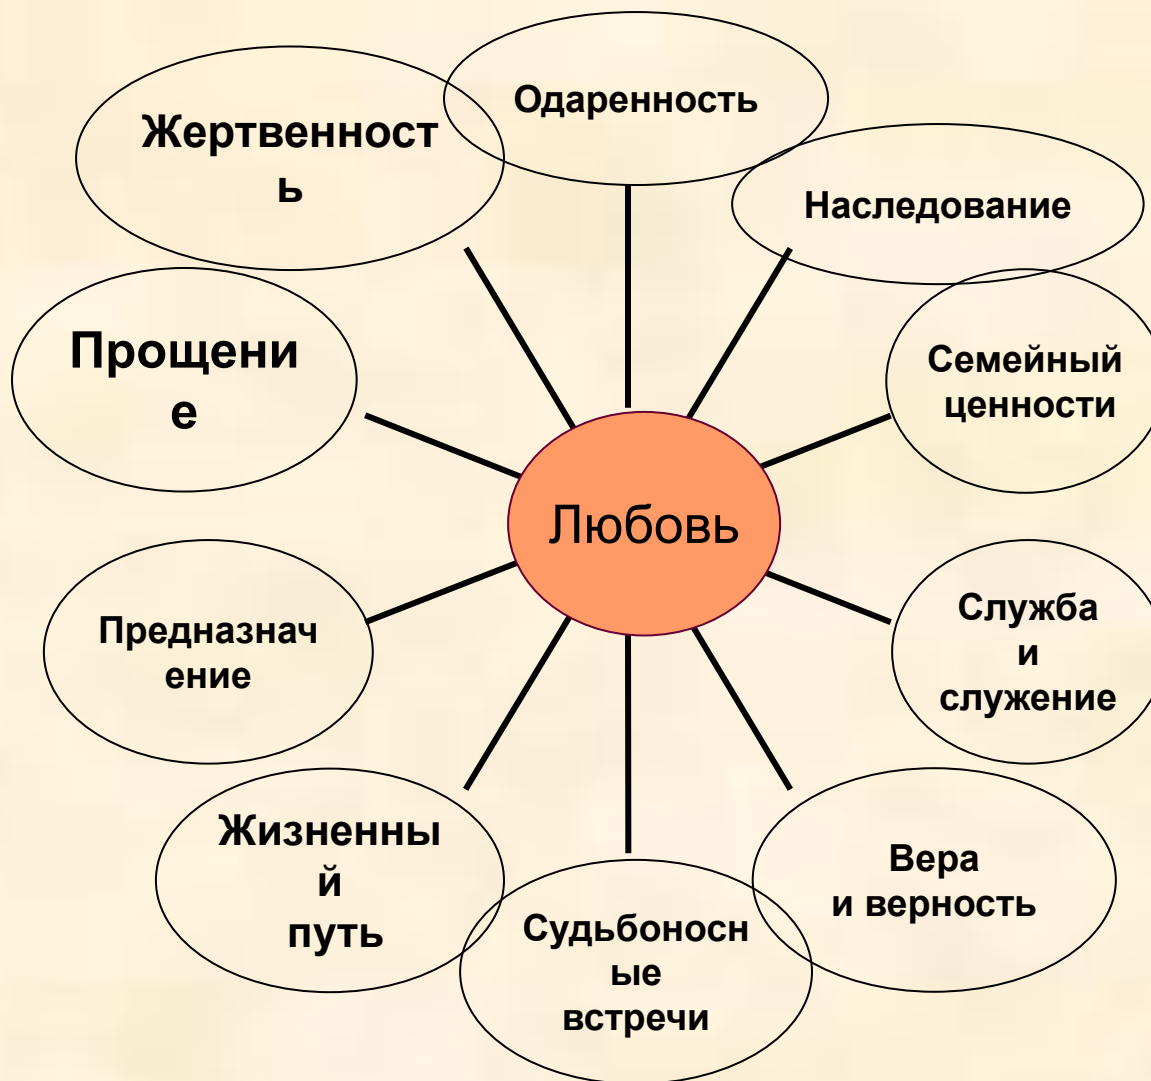 Одаренность
Жертвенност
ь
Наследование
Прощени
е
Семейный
ценности
Любовь
Предназнач
ение
Служба
и
служение
Жизненны
й
путь
Вера
и верность
Судьбоносн
ые
встречи